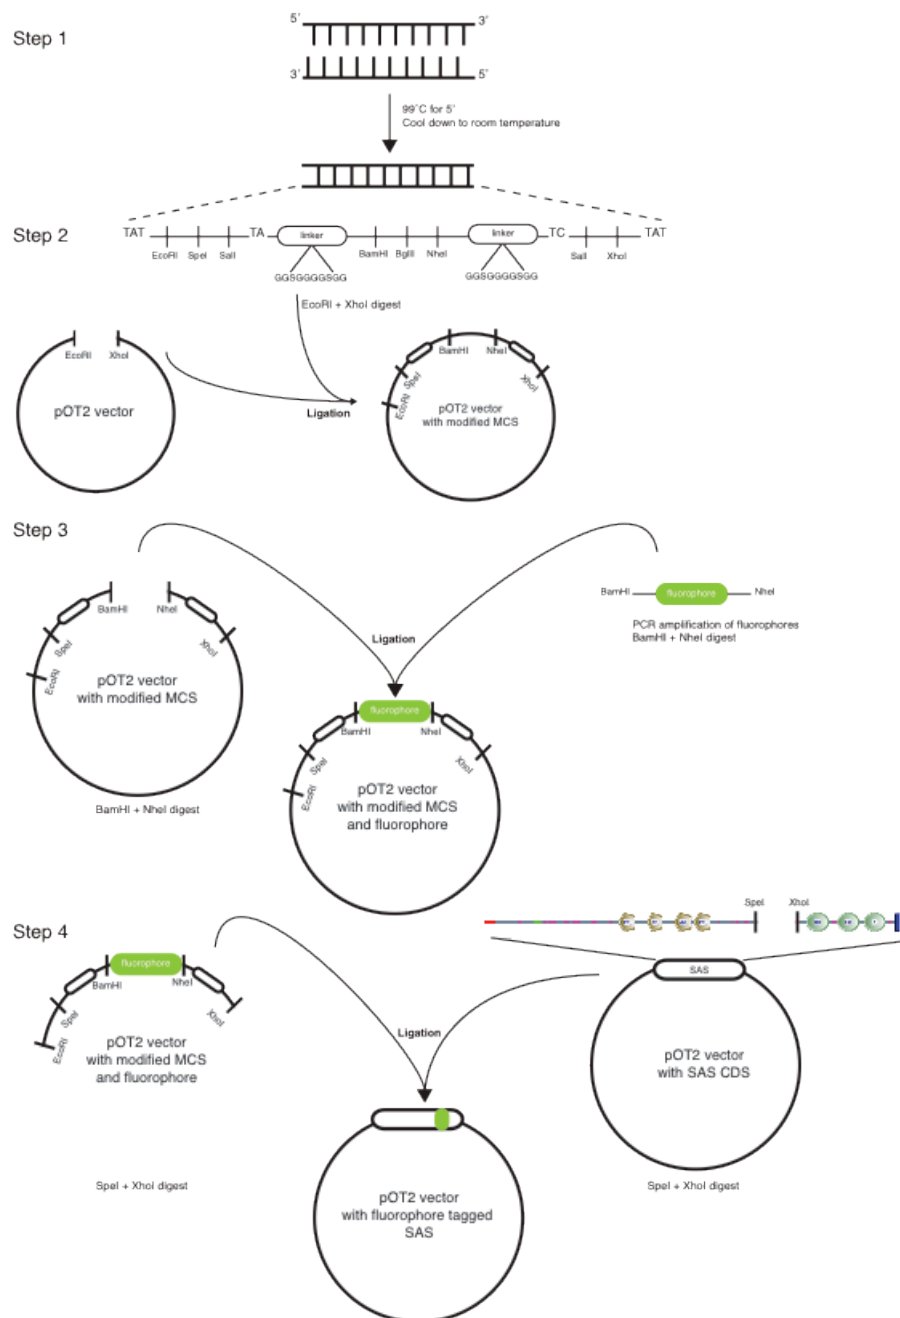 Step 1
5' 3'
3' 5'
99°C for 5'
Cool down to room temperature
Step 2
TAT TA linker linker TC TAT
EcoRI SpeI SalI BamHI BglII NheI SalI XhoI
GGSGGGGSGG GGSGGGGSGG
EcoRI + XhoI digest
EcoRI XhoI
BamHI NheI
SpeI XhoI
EcoRI
pOT2 vector
Ligation
pOT2 vector
with modified MCS
Step 3
BamHI NheI
SpeI XhoI
EcoRI
pOT2 vector
with modified MCS
BamHI + NheI digest
Ligation
BamHI fluorophore NheI
PCR amplification of fluorophores
BamHI + NheI digest
fluorophore
BamHI NheI
SpeI XhoI
EcoRI
pOT2 vector
with modified MCS
and fluorophore
Step 4
fluorophore
BamHI NheI
SpeI XhoI
EcoRI
pOT2 vector
with modified MCS
and fluorophore
SpeI + XhoI digest
Ligation
SpeI XhoI
SAS
pOT2 vector
with SAS CDS
SpeI + XhoI digest
pOT2 vector
with fluorophore tagged
SAS